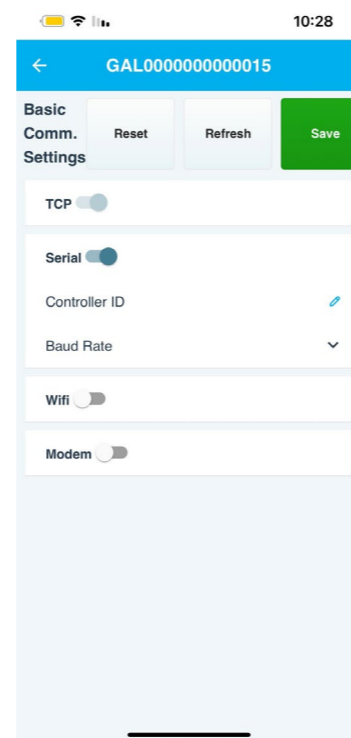 10:28
GAL0000000000015
Basic
Comm.
Settings
Reset
Refresh
Save
TCP
Serial
Controller ID
Baud Rate
Wifi
Modem